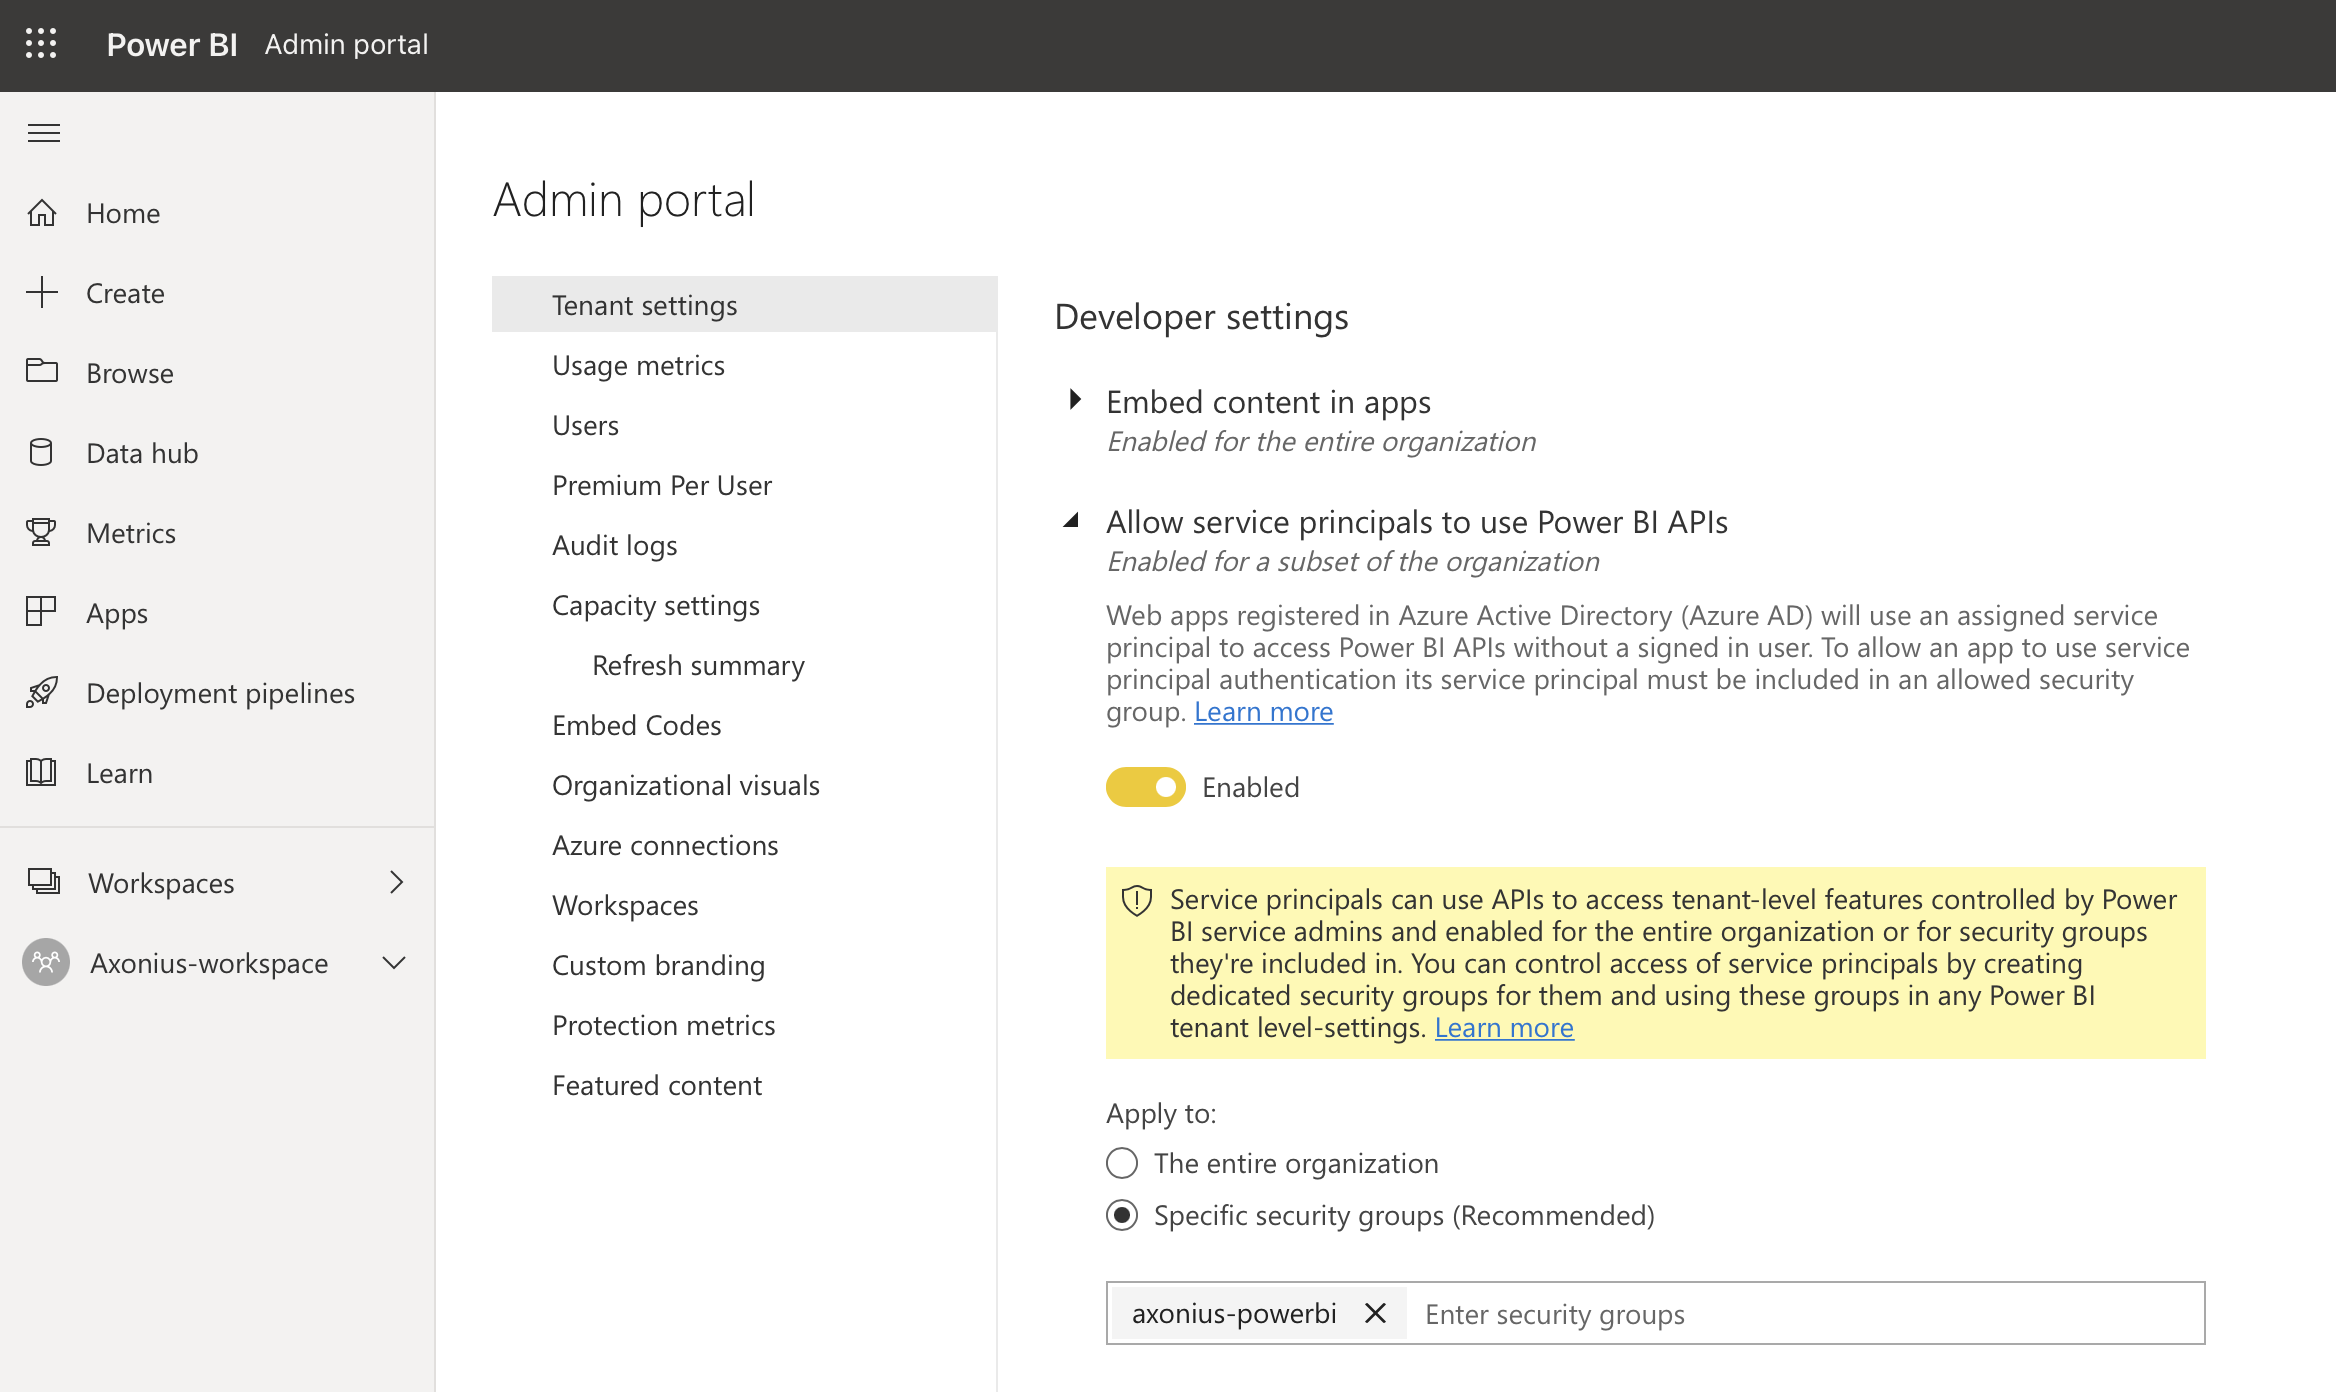 Power BI Admin portal
Home
Create
Browse
Data hub
Metrics
Apps
Deployment pipelines
Learn
Workspaces
Axonius-workspace
Admin portal
Tenant settings
Usage metrics
Users
Premium Per User
Audit logs
Capacity settings
Refresh summary
Embed Codes
Organizational visuals
Azure connections
Workspaces
Custom branding
Protection metrics
Featured content
Developer settings
Embed content in apps
Enabled for the entire organization
Allow service principals to use Power BI APIs
Enabled for a subset of the organization
Web apps registered in Azure Active Directory (Azure AD) will use an assigned service
principal to access Power BI APIs without a signed in user. To allow an app to use service
principal authentication its service principal must be included in an allowed security
group. Learn more
Enabled
Service principals can use APIs to access tenant-level features controlled by Power
BI service admins and enabled for the entire organization or for security groups
they're included in. You can control access of service principals by creating
dedicated security groups for them and using these groups in any Power BI
tenant level-settings. Learn more
Apply to:
The entire organization
Specific security groups (Recommended)
axonius-powerbi Enter security groups